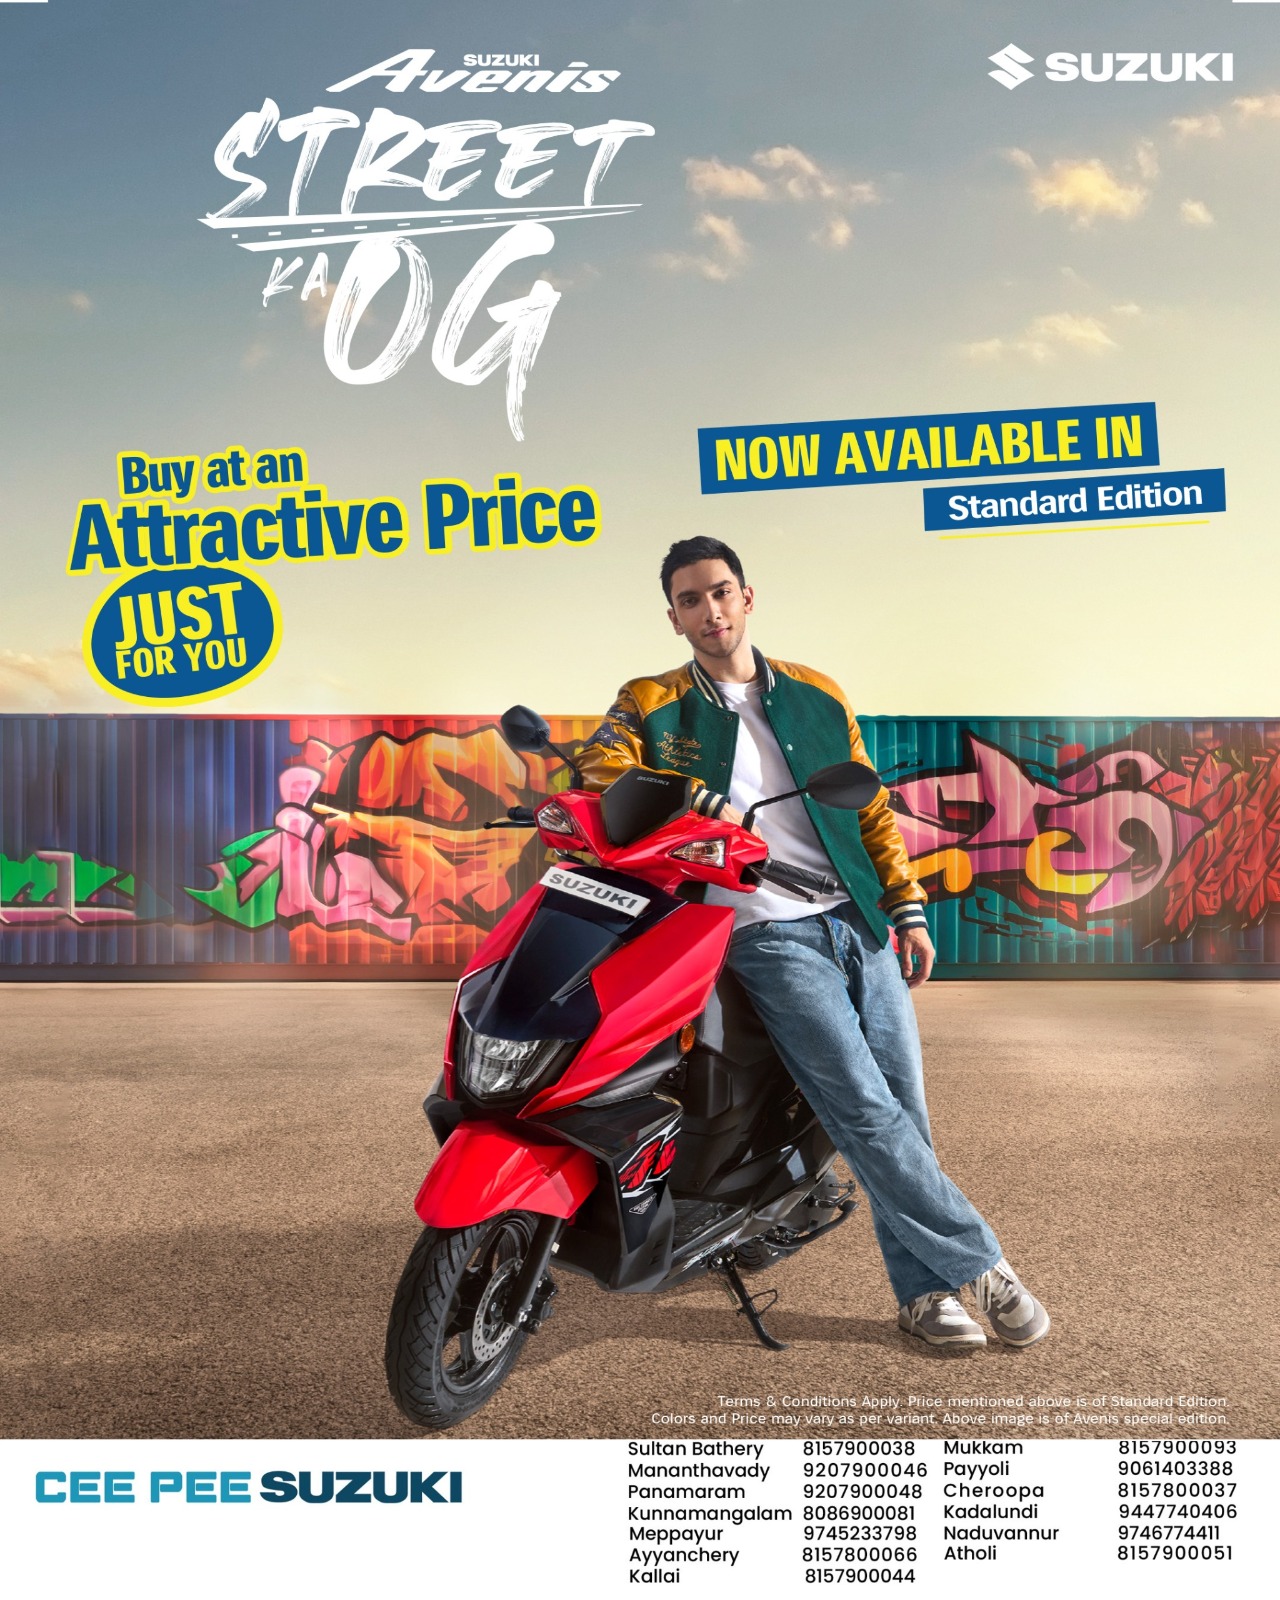 SUZUKI
Avenis
SUZUKI
STREET
KA OG
Buy at an
Attractive Price
JUST
FOR YOU
NOW AVAILABLE IN
Standard Edition
SUZUKI
SUZUKI
Terms & Conditions Apply. Price mentioned above is of Standard Edition.
Colors and Price may vary as per variant. Above image is of Avenis special edition.
CEE PEE SUZUKI
Sultan Bathery 8157900038
Mananthavady 9207900046
Panamaram 9207900048
Kunnamangalam 8086900081
Meppayur 9745233798
Ayyanchery 8157800066
Kallai 8157900044
Mukkam 8157900093
Payyoli 9061403388
Cheroopa 8157800037
Kadalundi 9447740406
Naduvannur 9746774411
Atholi 8157900051